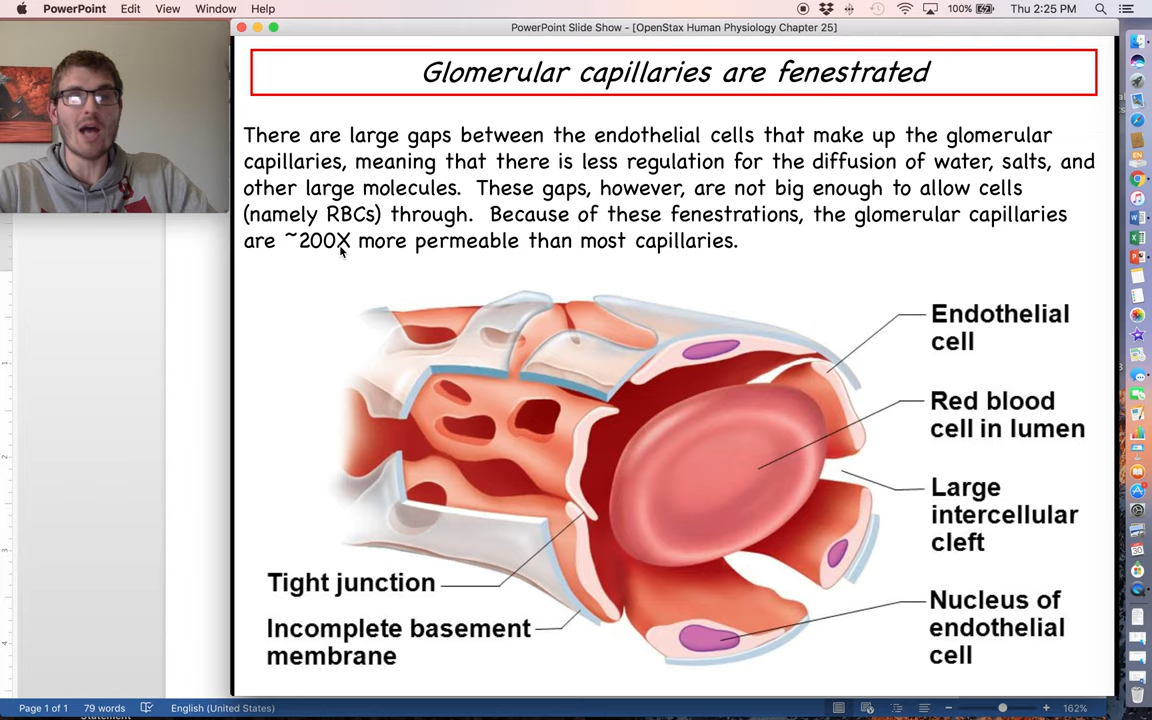 PowerPoint Edit View Window Help 100% Thu 2:25 PM
PowerPoint Slide Show - [OpenStax Human Physiology Chapter 25]
Glomerular capillaries are fenestrated
There are large gaps between the endothelial cells that make up the glomerular
capillaries, meaning that there is less regulation for the diffusion of water, salts, and
other large molecules. These gaps, however, are not big enough to allow cells
(namely RBCs) through. Because of these fenestrations, the glomerular capillaries
are ~200X more permeable than most capillaries.
Endothelial
cell
Red blood
cell in lumen
Large
intercellular
cleft
Tight junction
Nucleus of
endothelial
cell
Incomplete basement
membrane
Page 1 of 1 79 words English (United States) 162%